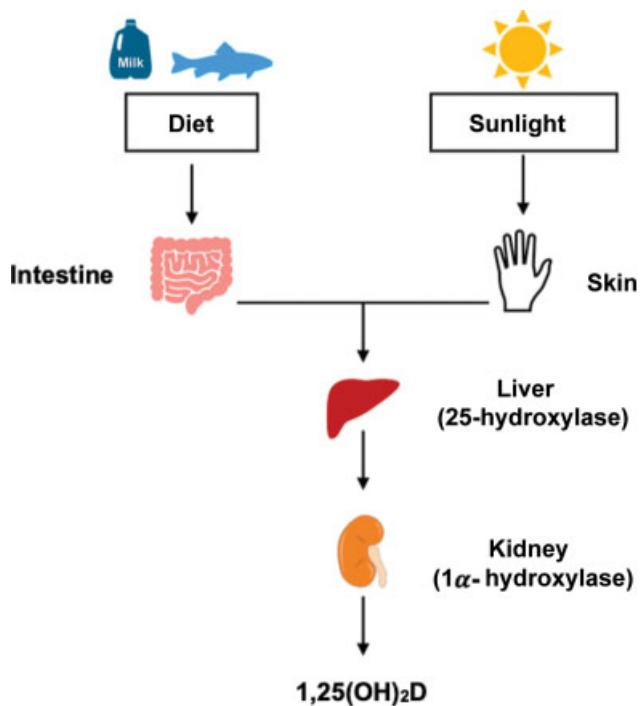 Milk
Diet
Sunlight
Intestine
Skin
Liver
(25-hydroxylase)
Kidney
(1α- hydroxylase)
1,25(OH)₂D